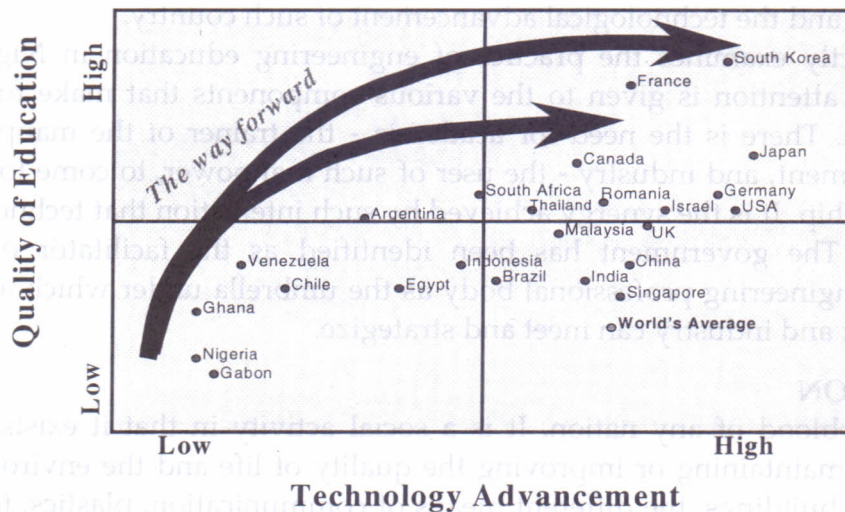 High
Quality of Education
Low
The way forward
South Korea
France
Canada
Japan
South Africa
Romania
Germany
Thailand
Israel
USA
Argentina
UK
Malaysia
Venezuela
Indonesia
China
Chile
Egypt
Brazil
India
Singapore
Ghana
World's Average
Nigeria
Gabon
Low
High
Technology Advancement